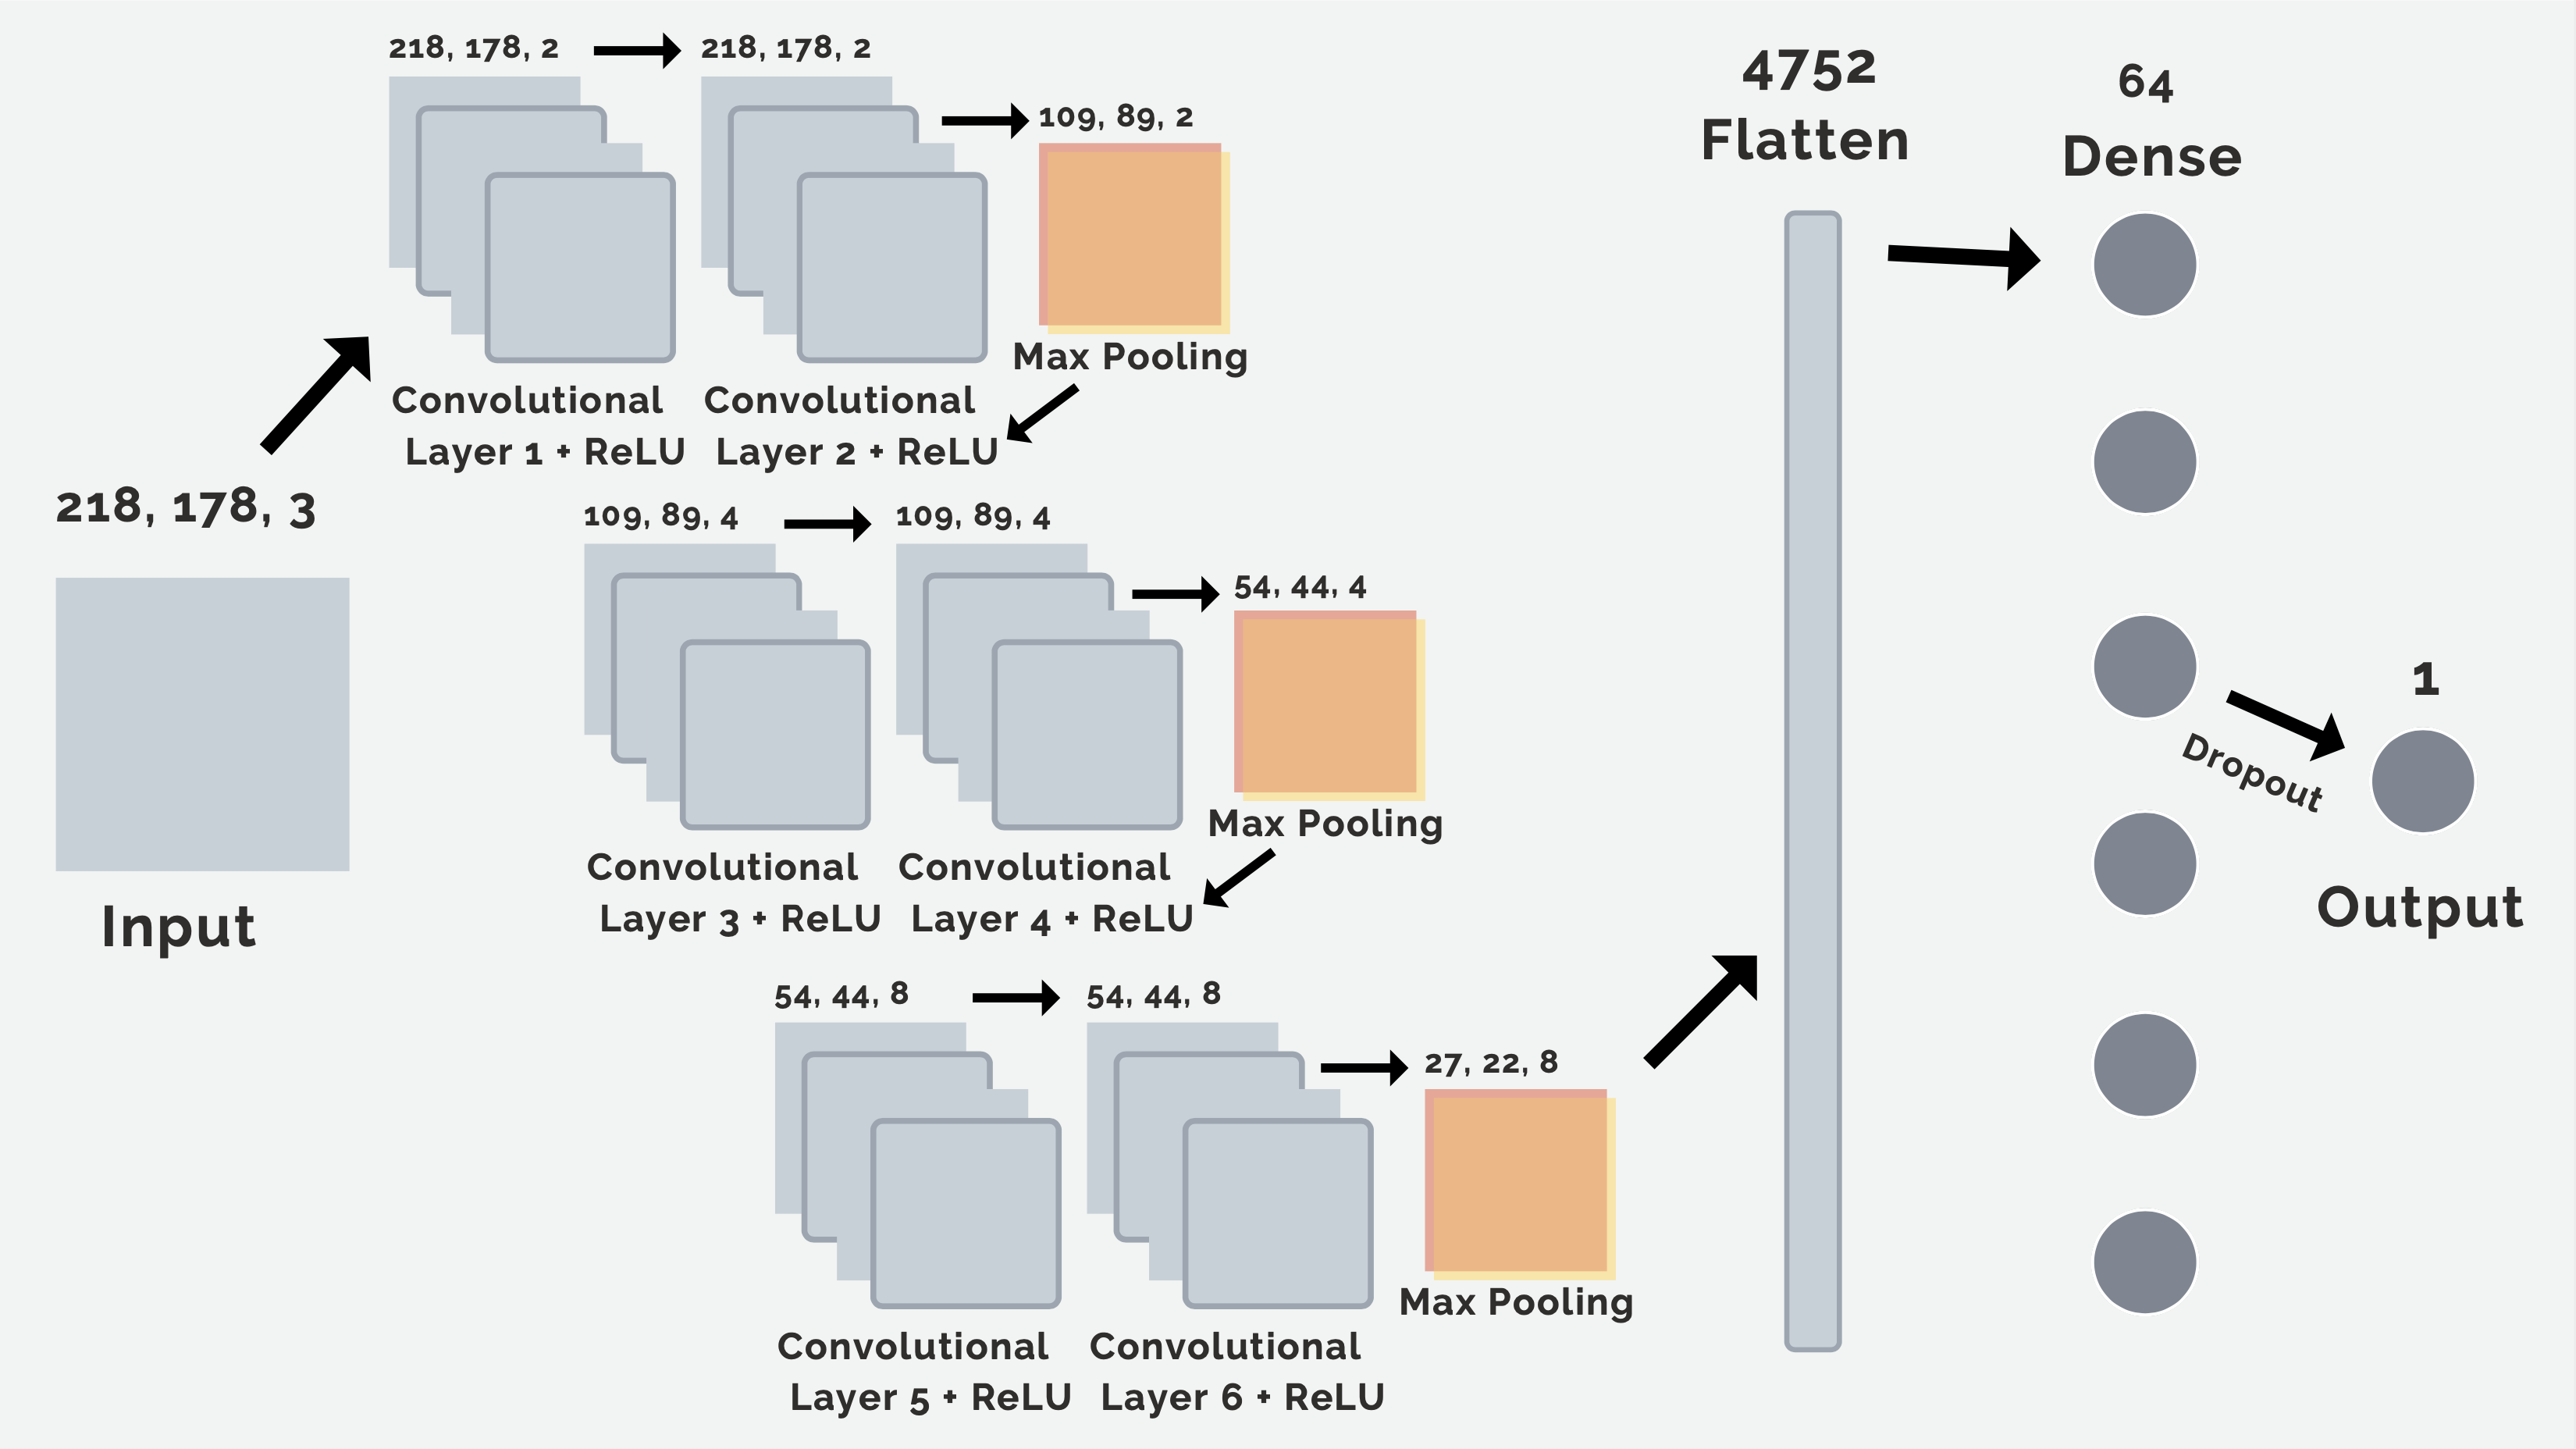 218, 178, 3
Input
218, 178, 2
218, 178, 2
109, 89, 2
Max Pooling
Convolutional
Layer 1 + ReLU
Convolutional
Layer 2 + ReLU
109, 89, 4
109, 89, 4
54, 44, 4
Max Pooling
Convolutional
Layer 3 + ReLU
Convolutional
Layer 4 + ReLU
54, 44, 8
54, 44, 8
27, 22, 8
Max Pooling
Convolutional
Layer 5 + ReLU
Convolutional
Layer 6 + ReLU
4752
Flatten
64
Dense
Dropout
1
Output